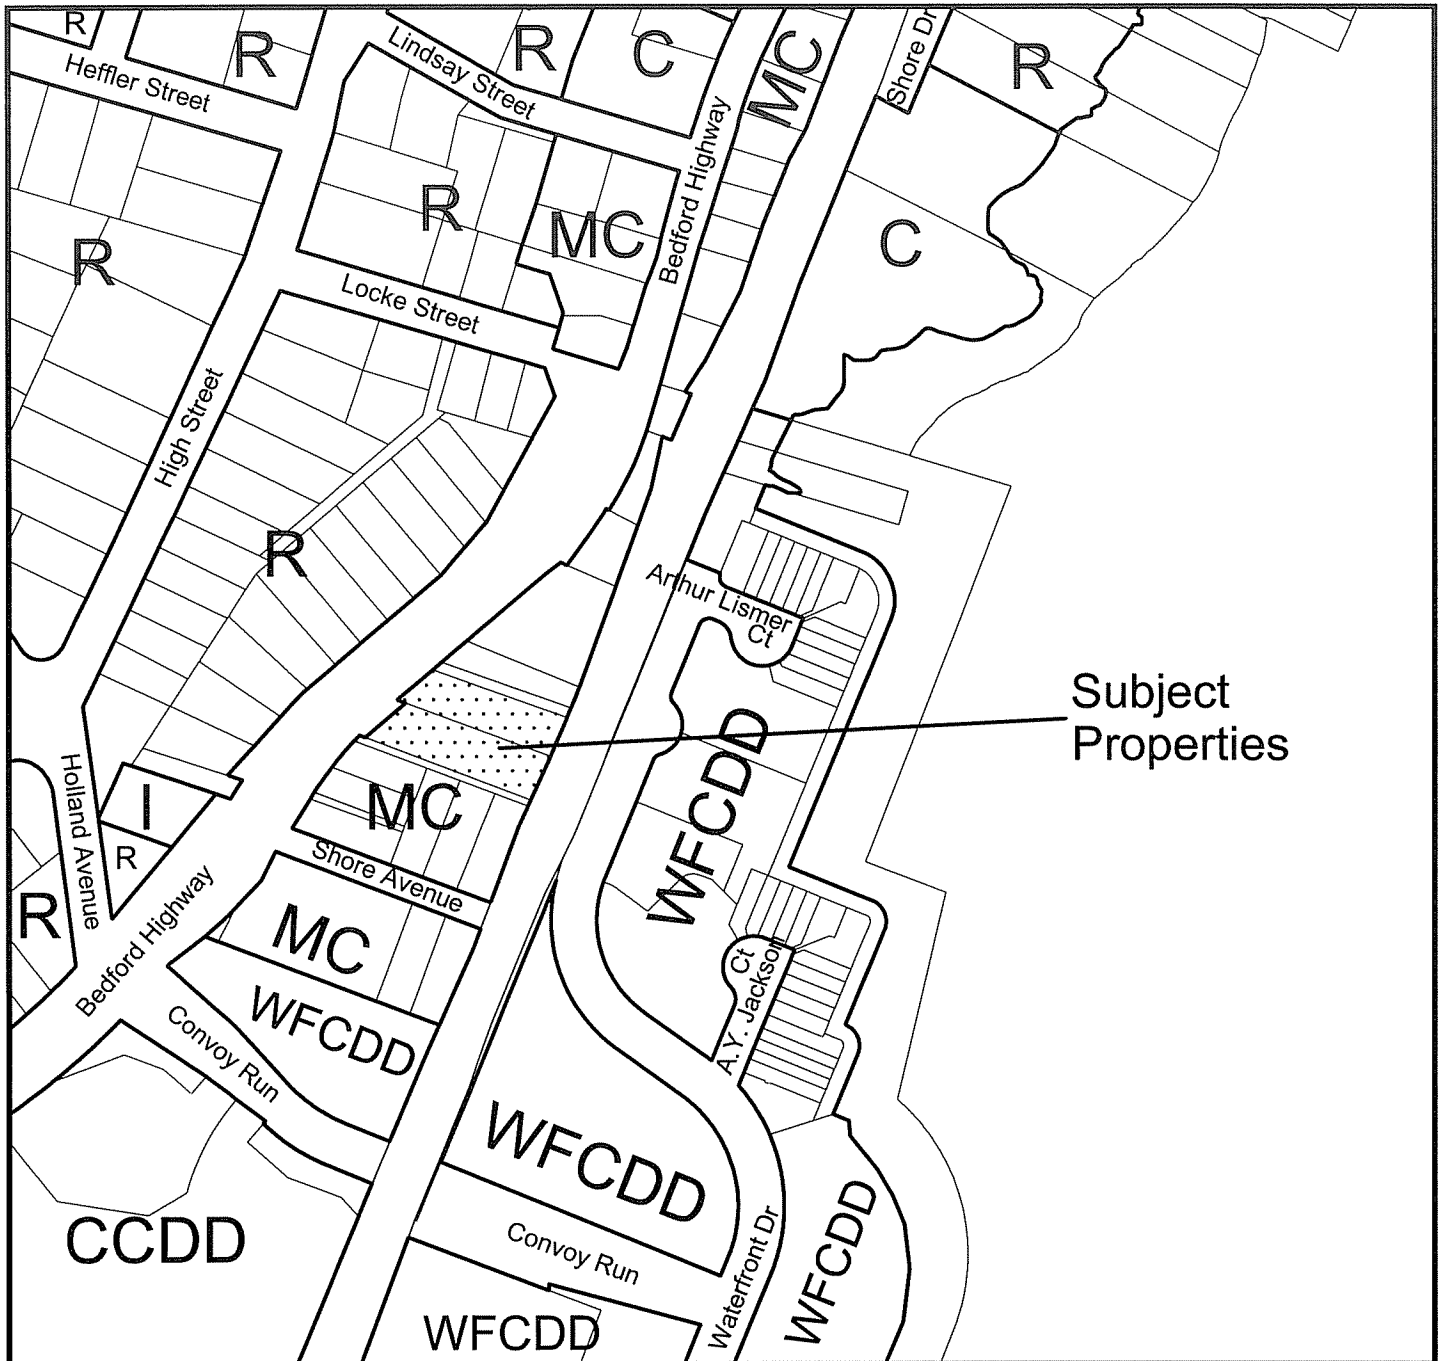 R
R
Heffler Street
Lindsay Street
R
C
MC
Shore Dr
R
R
R
MC
Bedford Highway
C
Locke Street
High Street
R
Arthur Lismer
Ct
Subject
Properties
WFCDD
Holland Avenue
I
R
R
MC
Shore Avenue
Bedford Highway
MC
WFCDD
Convoy Run
Ct
A.Y. Jackson
WFCDD
WFCDD
CCDD
Convoy Run
Waterfront Dr
WFCDD